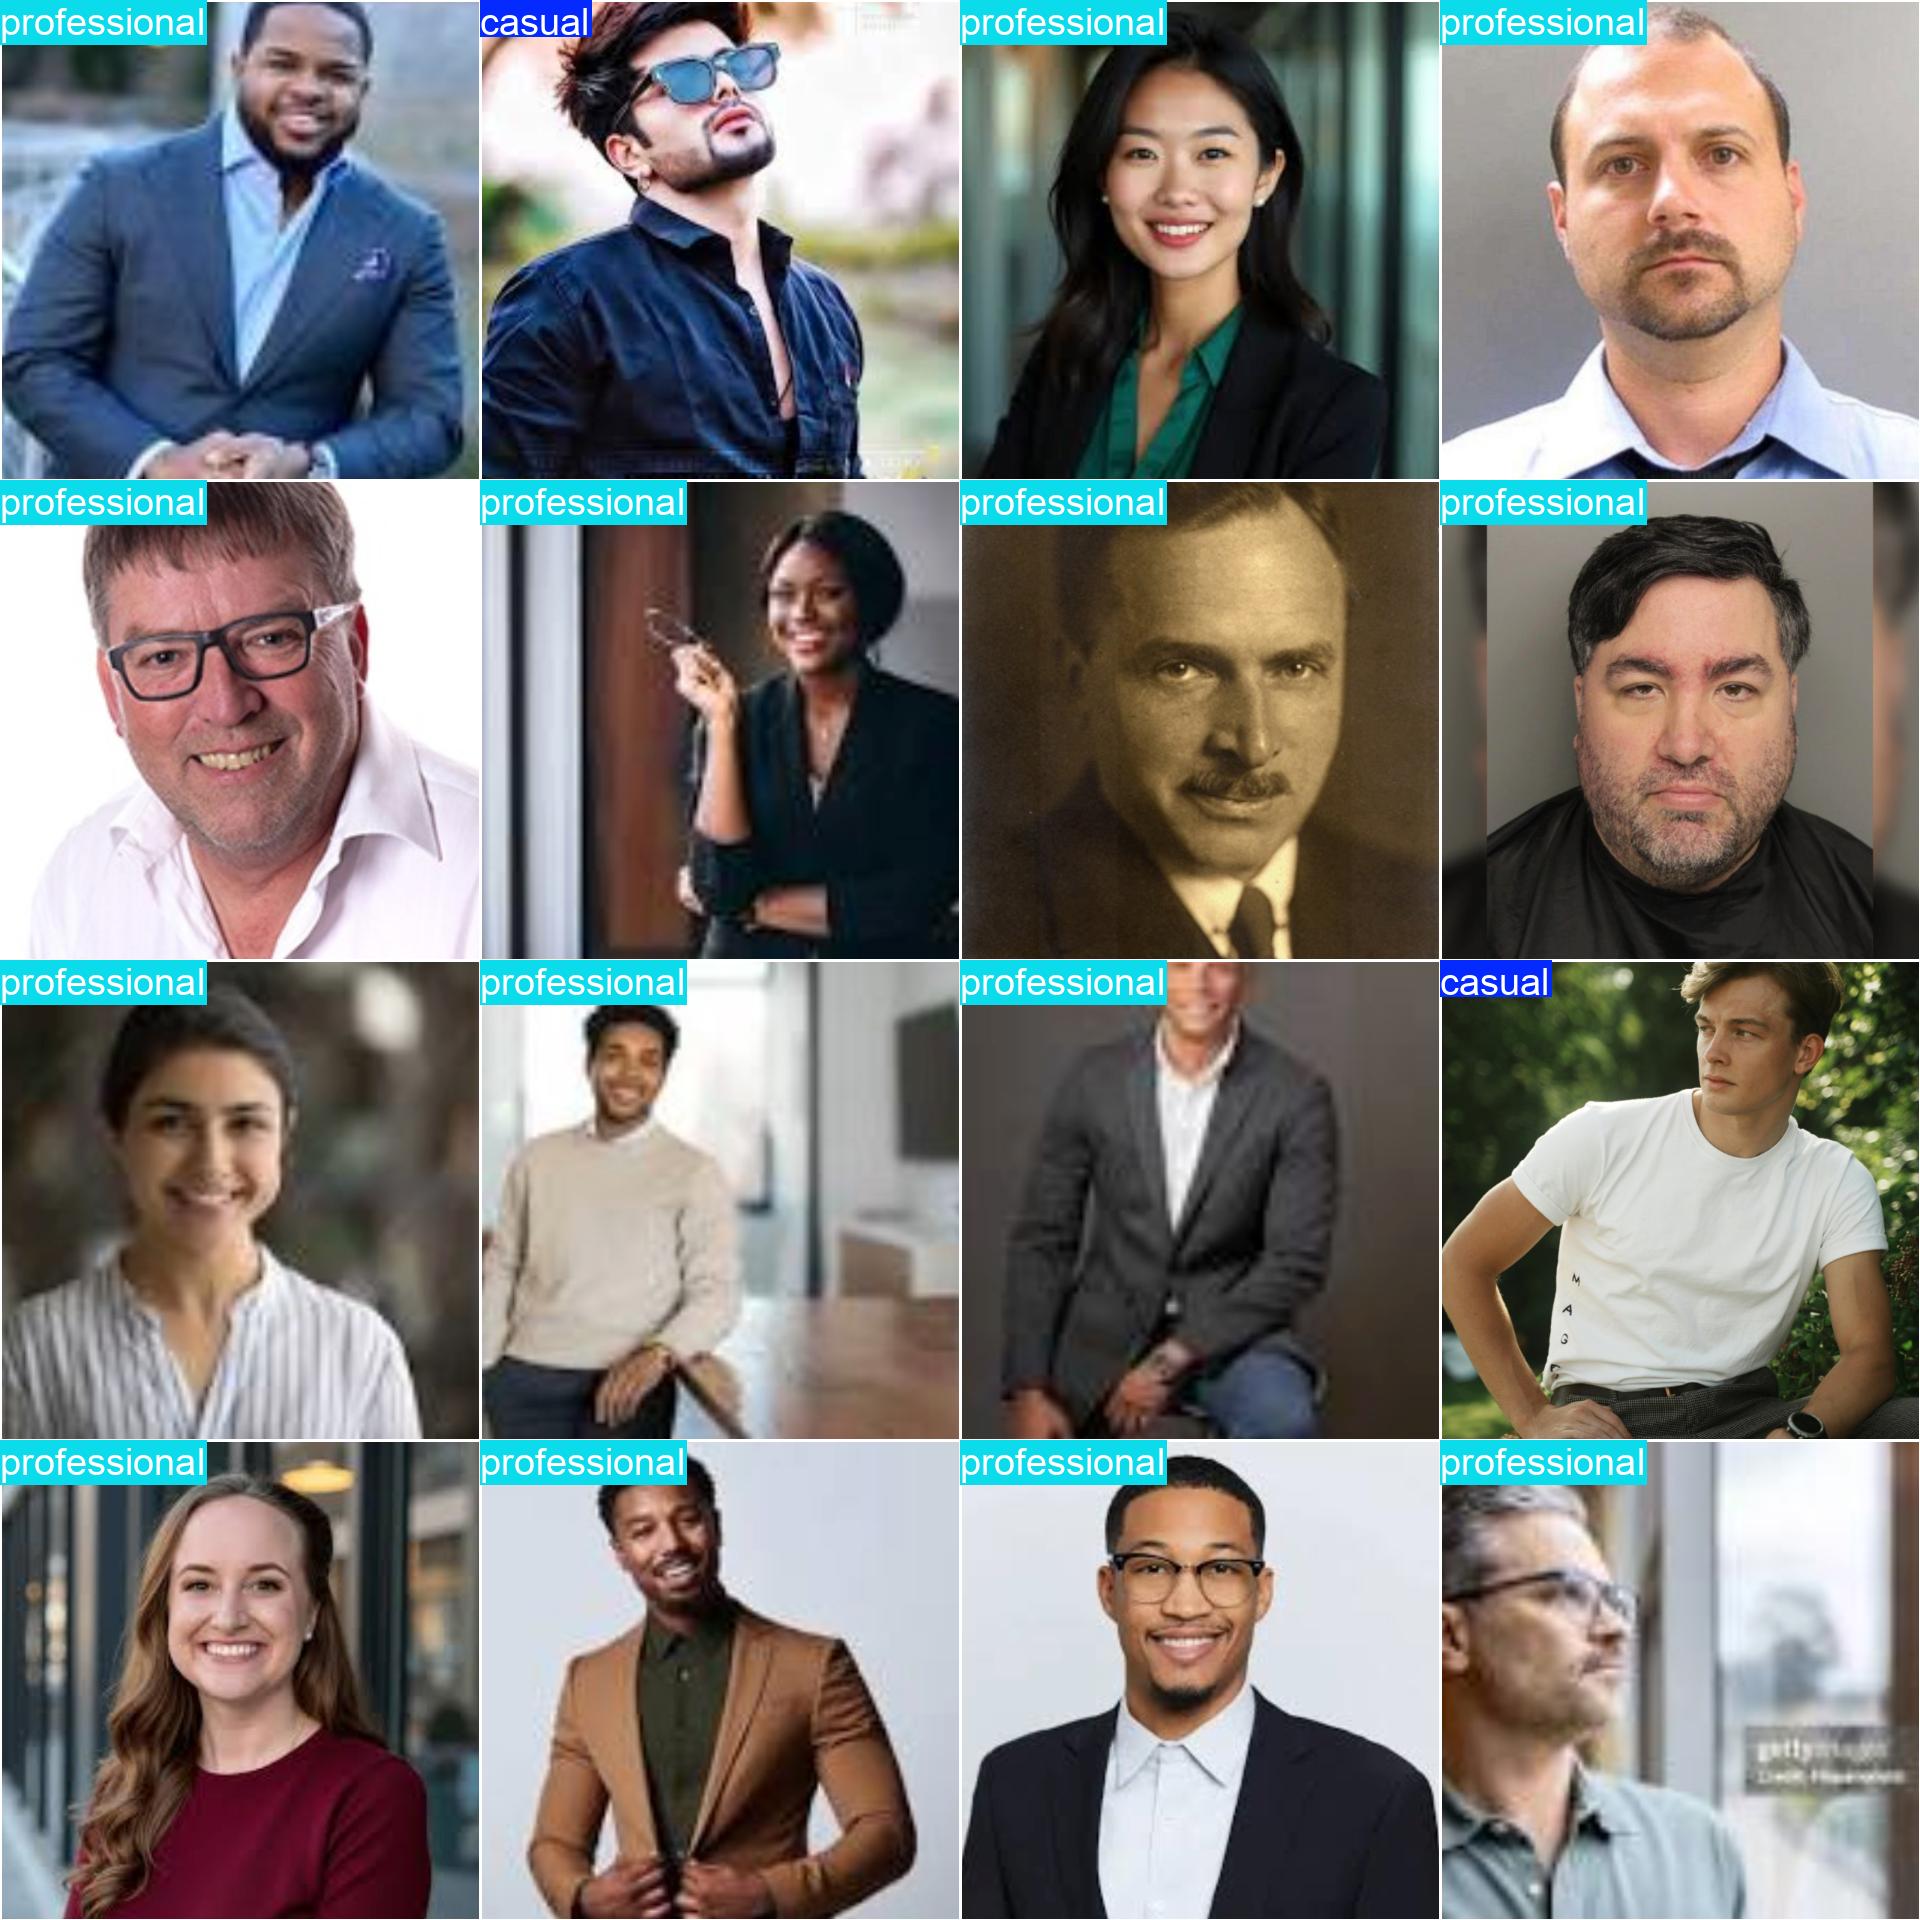 professional
casual
professional
professional
professional
professional
professional
professional
professional
professional
professional
casual
M
A
G
professional
professional
professional
professional
gettyimages